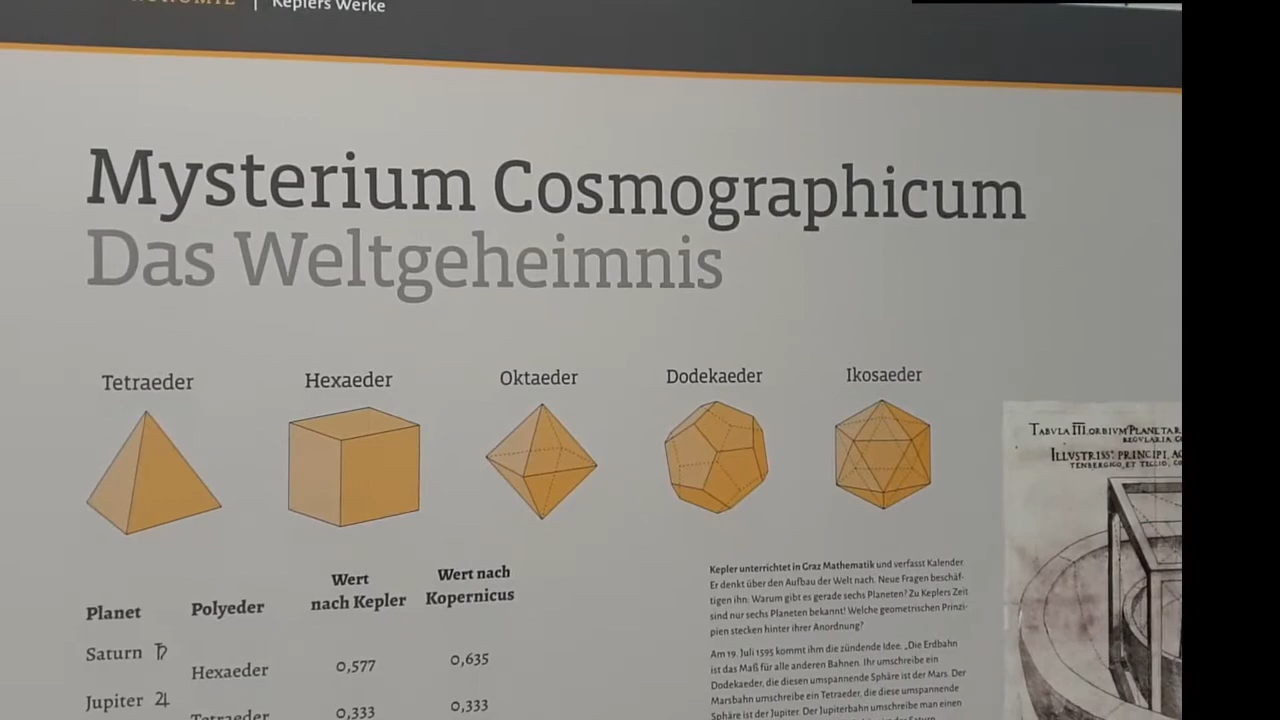 Keplers Werke
Mysterium Cosmographicum
Das Weltgeheimnis
Tetraeder
Hexaeder
Oktaeder
Dodekaeder
Ikosaeder
Planet
Polyeder
Wert
nach Kepler
Wert nach
Kopernicus
Saturn ♄
Hexaeder
0,577
0,635
Jupiter ♃
Tetraeder
0,333
0,333
Kepler unterrichtet in Graz Mathematik und verfasst Kalender.
Er denkt über den Aufbau der Welt nach. Neue Fragen beschäf-
tigen ihn: Warum gibt es gerade sechs Planeten? Zu Keplers Zeit
sind nur sechs Planeten bekannt! Welche geometrischen Prinzi-
pien stecken hinter ihrer Anordnung?
Am 19. Juli 1595 kommt ihm die zündende Idee. „Die Erdbahn
ist das Maß für alle anderen Bahnen. Ihr umschreibe ein
Dodekaeder, die diesen umspannende Sphäre ist der Mars. Der
Marsbahn umschreibe ein Tetraeder, die diese umspannende
Sphäre ist der Jupiter. Der Jupiterbahn umschreibe man einen
TABVLA III. ORBIVM PLANETAR
REGVLARIA
ILLVSTRISS: PRINCIPI,
TENBERGICO, ET TECCIO,